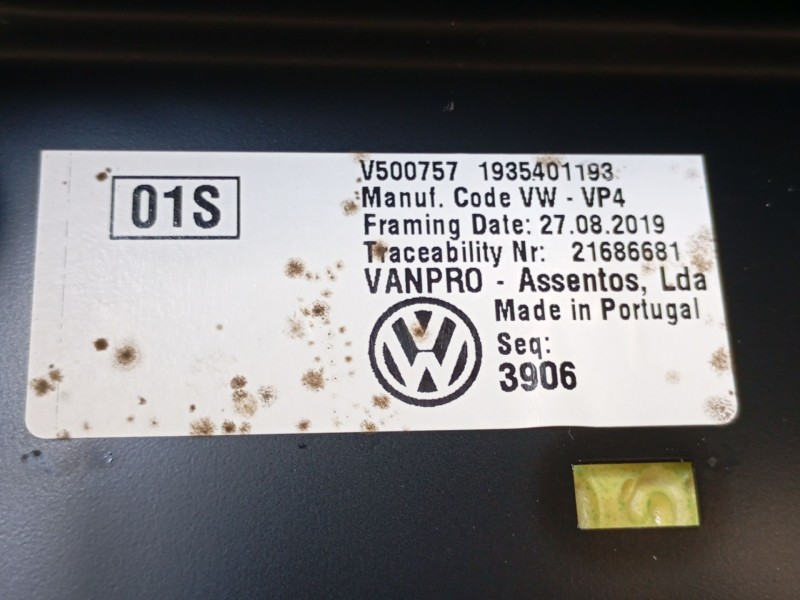 01S
V500757 1935401193
Manuf. Code VW - VP4
Framing Date: 27.08.2019
Traceability Nr: 21686681
VANPRO - Assentos, Lda
Made in Portugal
Seq:
3906